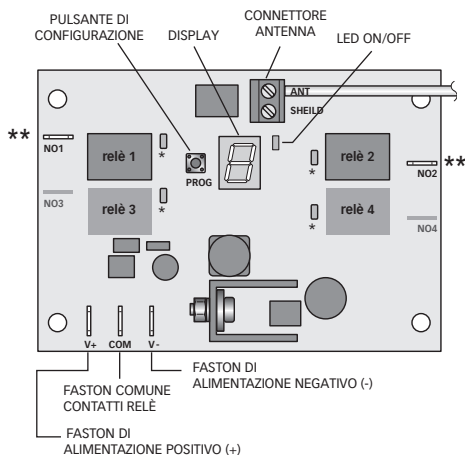 PULSANTE DI
CONFIGURAZIONE
DISPLAY
CONNETTORE
ANTENNA
LED ON/OFF
ANT
SHEILD
**
NO1
relè 1
*
PROG
8
*
relè 2
NO2
**
NO3
relè 3
*
*
relè 4
NO4
V+
COM
V-
FASTON DI
ALIMENTAZIONE NEGATIVO (-)
FASTON COMUNE
CONTATTI RELÈ
FASTON DI
ALIMENTAZIONE POSITIVO (+)